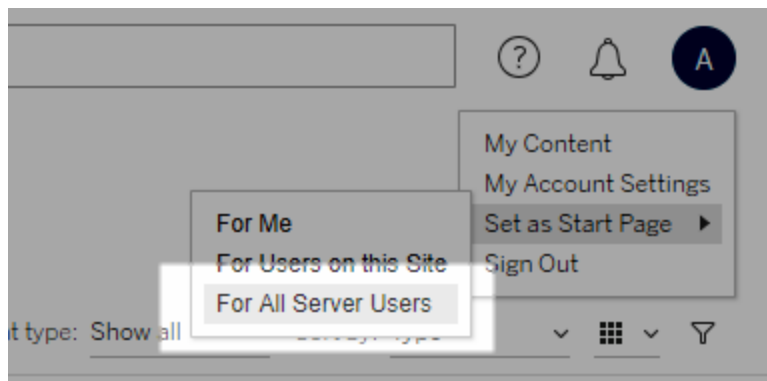 A
My Content
My Account Settings
Set as Start Page
Sign Out
For Me
For Users on this Site
For All Server Users
type: Show all